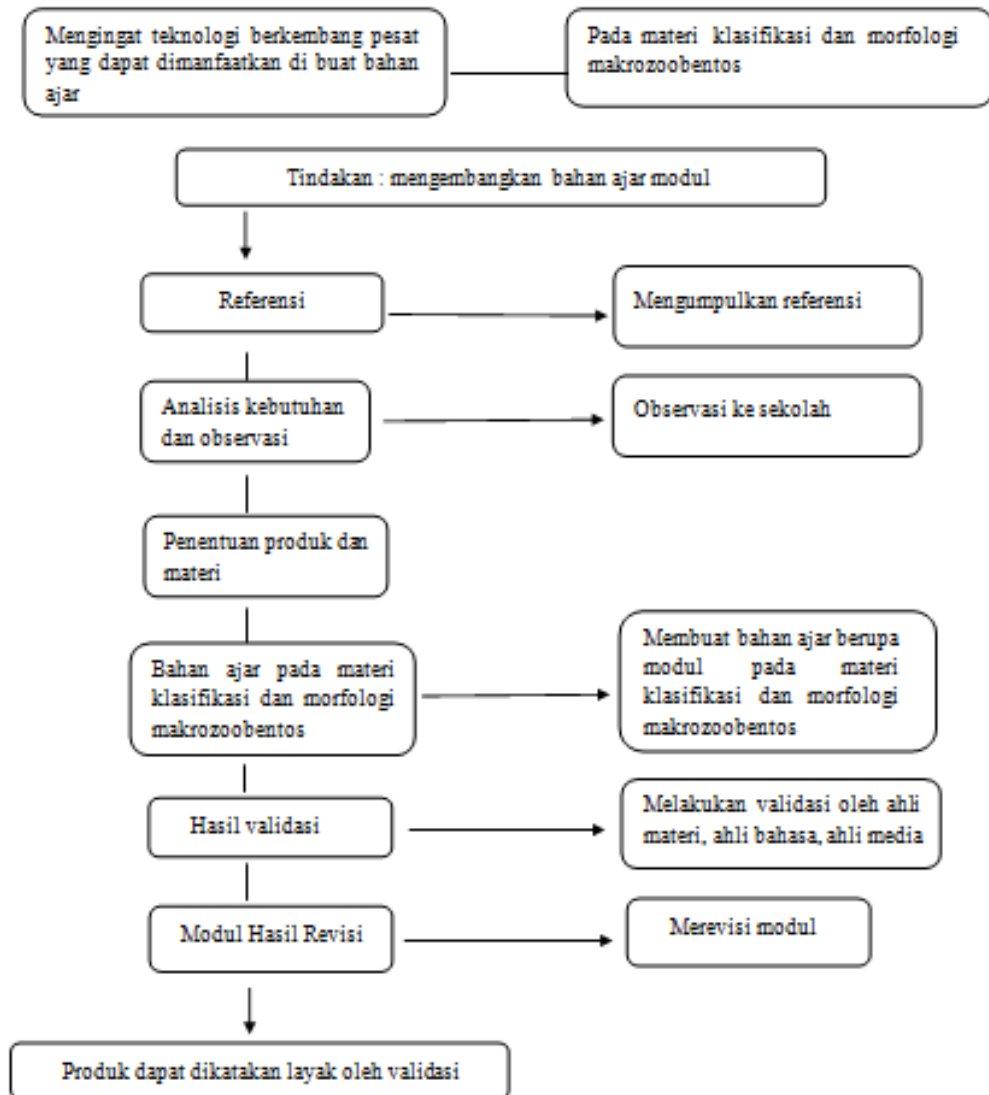 Mengingat teknologi berkembang pesat
yang dapat dimanfaatkan di buat bahan
ajar
Pada materi klasifikasi dan morfologi
makrozoobentos
Tindakan : mengembangkan bahan ajar modul
Referensi
Mengumpulkan referensi
Analisis kebutuhan
dan observasi
Observasi ke sekolah
Penentuan produk dan
materi
Bahan ajar pada materi
klasifikasi dan morfologi
makrozoobentos
Membuat bahan ajar berupa
modul pada materi
klasifikasi dan morfologi
makrozoobentos
Hasil validasi
Melakukan validasi oleh ahli
materi, ahli bahasa, ahli media
Modul Hasil Revisi
Merevisi modul
Produk dapat dikatakan layak oleh validasi